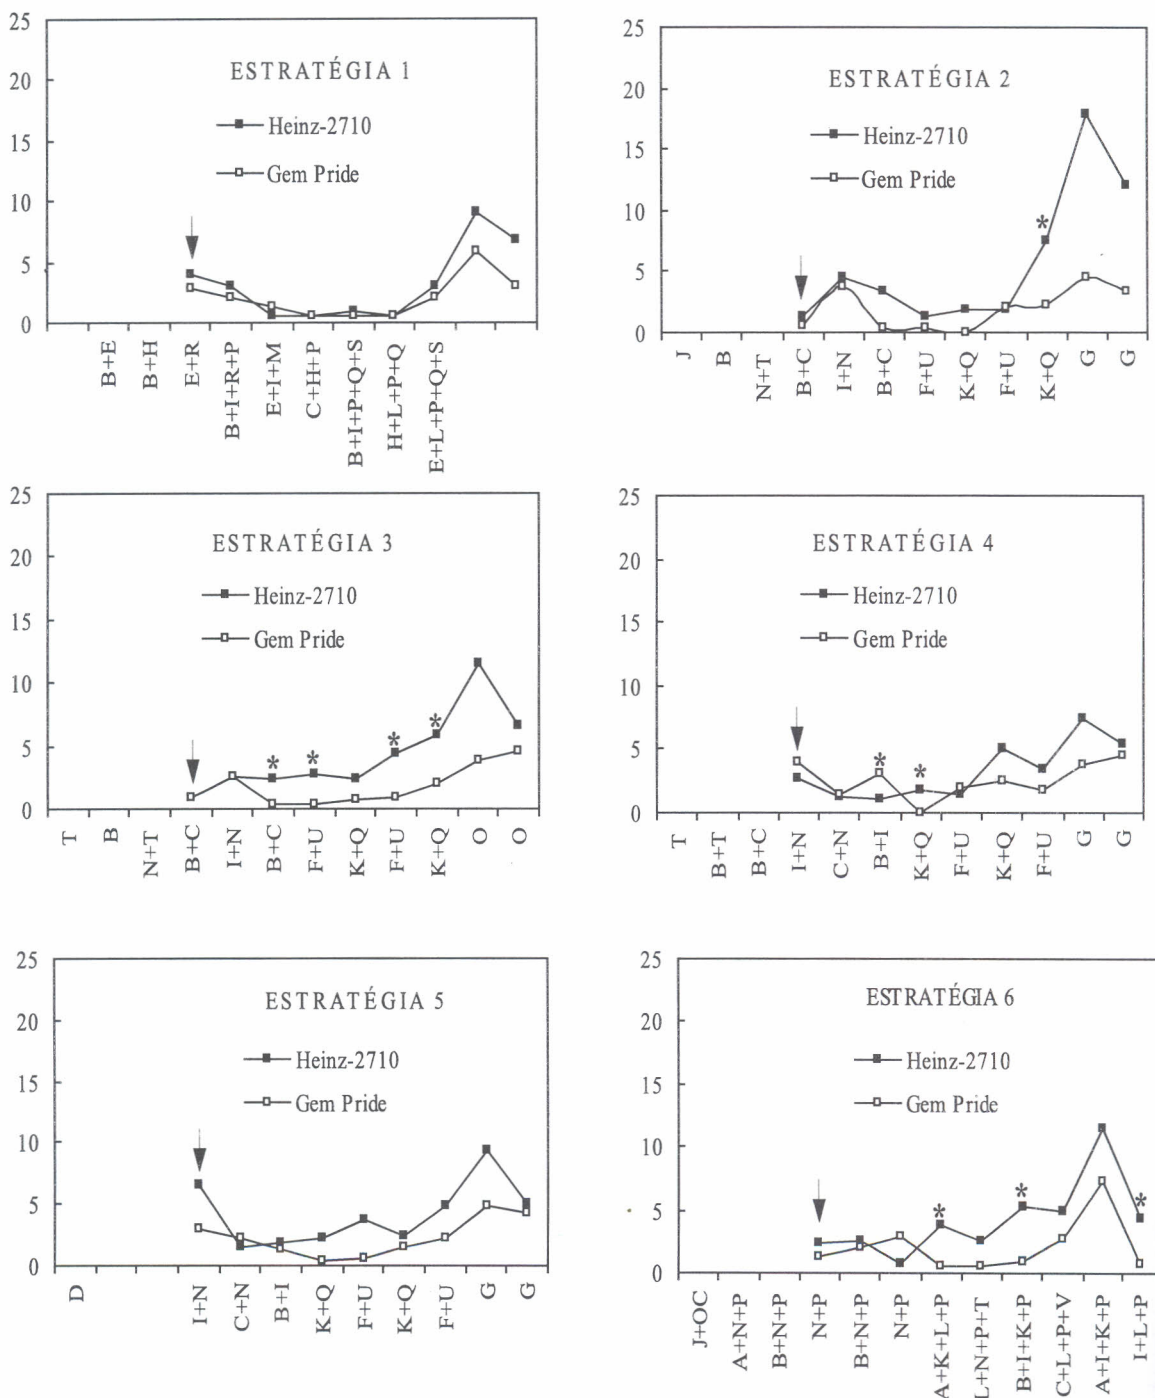 25
20
15
10
5
0
ESTRATÉGIA 1
Heinz-2710
Gem Pride
B+E
B+H
E+R
B+I+R+P
E+I+M
C+H+P
B+I+P+Q+S
H+L+P+Q
E+L+P+Q+S
25
20
15
10
5
0
ESTRATÉGIA 2
Heinz-2710
Gem Pride
*
J
B
N+T
B+C
I+N
B+C
F+U
K+Q
F+U
K+Q
G
G
25
20
15
10
5
0
ESTRATÉGIA 3
Heinz-2710
Gem Pride
* * * *
T
B
N+T
B+C
I+N
B+C
F+U
K+Q
F+U
K+Q
O
O
25
20
15
10
5
0
ESTRATÉGIA 4
Heinz-2710
Gem Pride
* *
T
B+T
B+C
I+N
C+N
B+I
K+Q
F+U
K+Q
F+U
G
G
25
20
15
10
5
0
ESTRATÉGIA 5
Heinz-2710
Gem Pride
D
I+N
C+N
B+I
K+Q
F+U
K+Q
F+U
G
G
25
20
15
10
5
0
ESTRATÉGIA 6
Heinz-2710
Gem Pride
* * *
J+OC
A+N+P
B+N+P
N+P
B+N+P
N+P
A+K+L+P
L+N+P+T
B+I+K+P
C+L+P+V
A+I+K+P
I+L+P